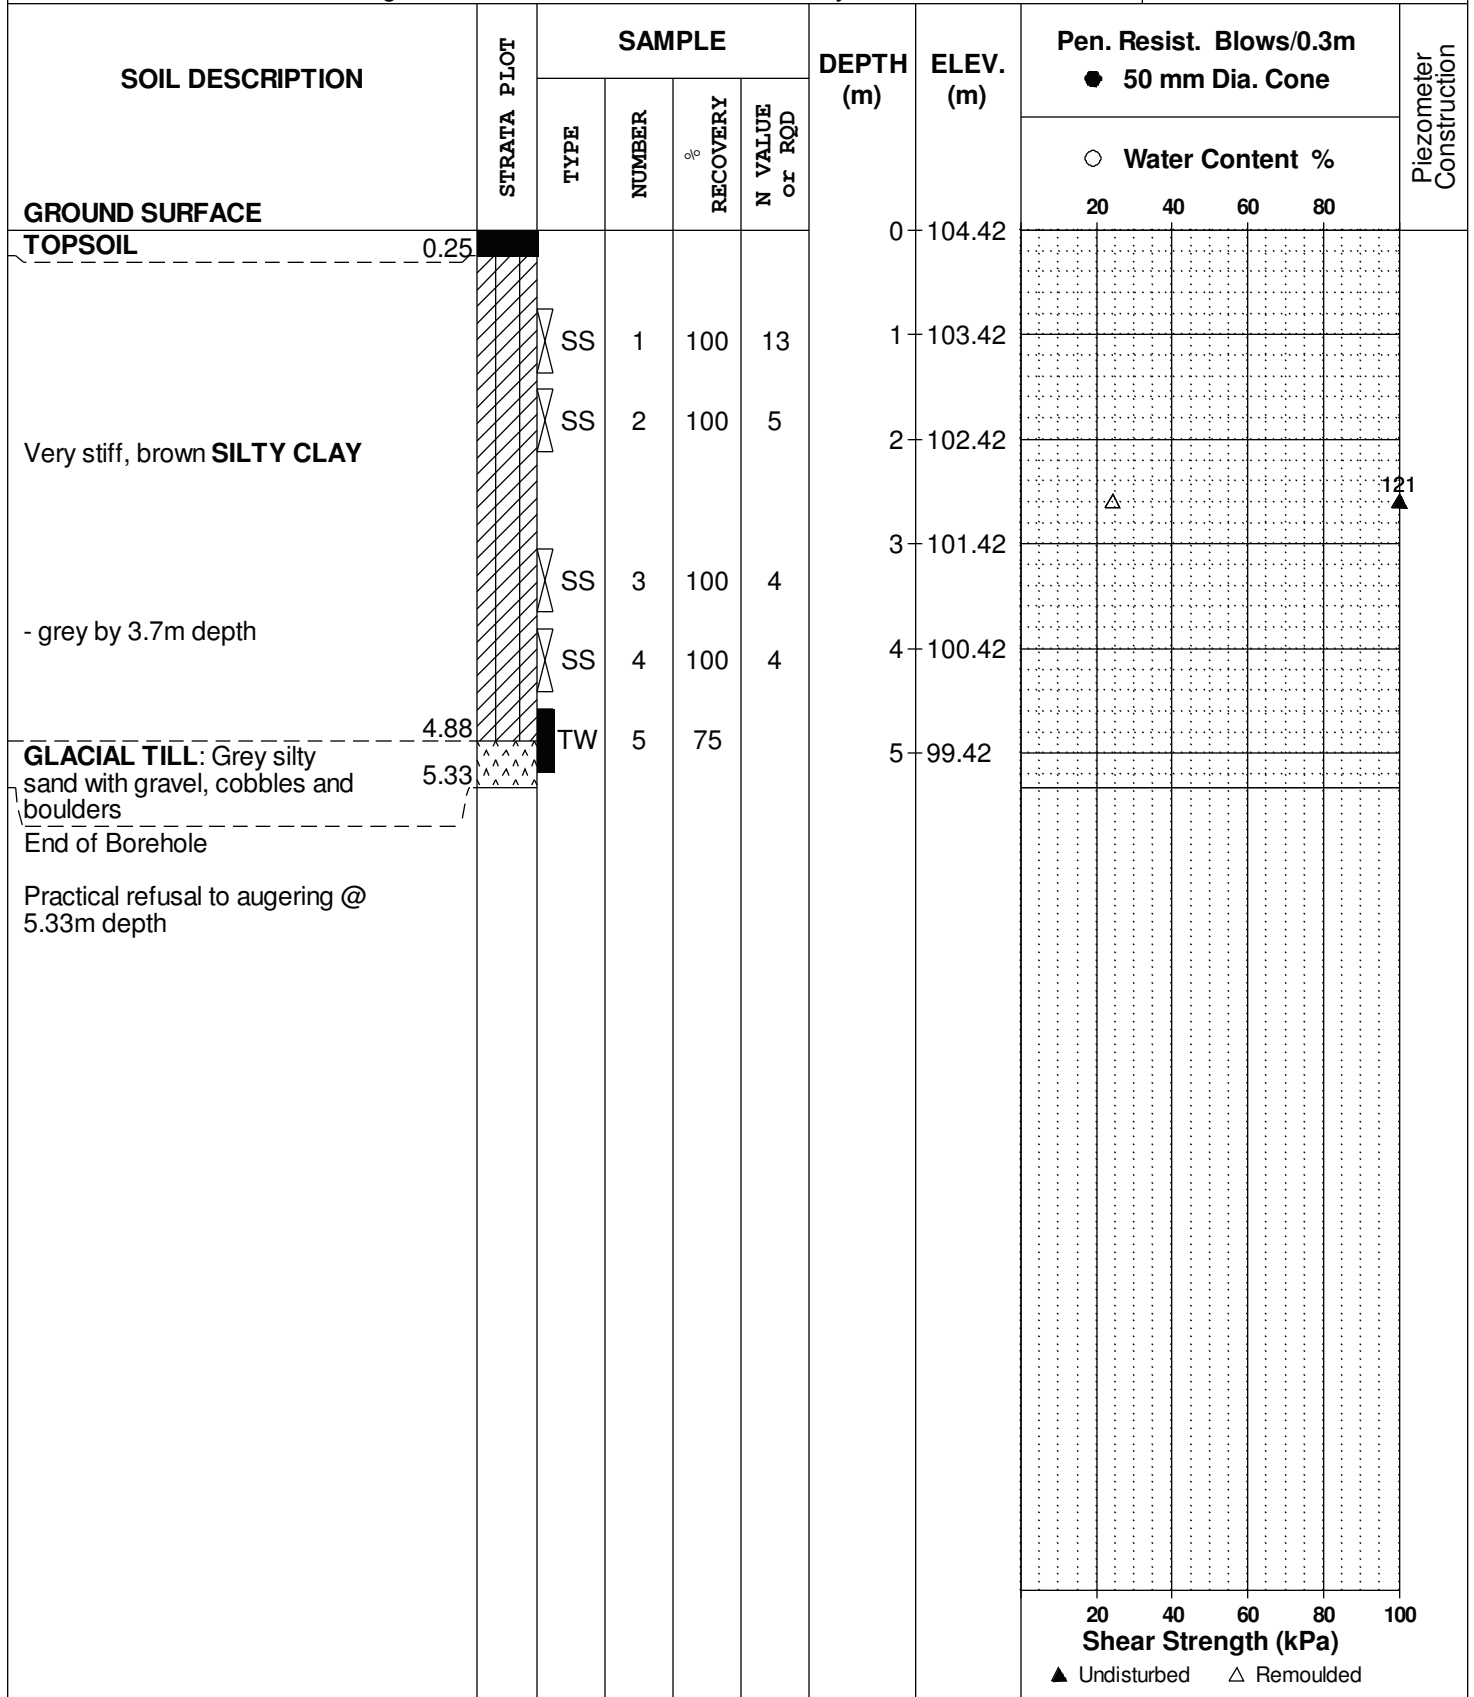 SOIL DESCRIPTION
GROUND SURFACE
STRATA PLOT
SAMPLE
TYPE
NUMBER
% RECOVERY
N VALUE or RQD
DEPTH (m)
ELEV. (m)
Pen. Resist. Blows/0.3m
● 50 mm Dia. Cone
○ Water Content %
20 40 60 80
Piezometer Construction
TOPSOIL 0.25
0 104.42
SS 1 100 13
1 103.42
SS 2 100 5
2 102.42
Very stiff, brown SILTY CLAY
121
3 101.42
SS 3 100 4
- grey by 3.7m depth
4 100.42
SS 4 100 4
4.88
TW 5 75
5 99.42
GLACIAL TILL: Grey silty
sand with gravel, cobbles and
boulders
5.33
End of Borehole
Practical refusal to augering @
5.33m depth
20 40 60 80 100
Shear Strength (kPa)
▲ Undisturbed △ Remoulded